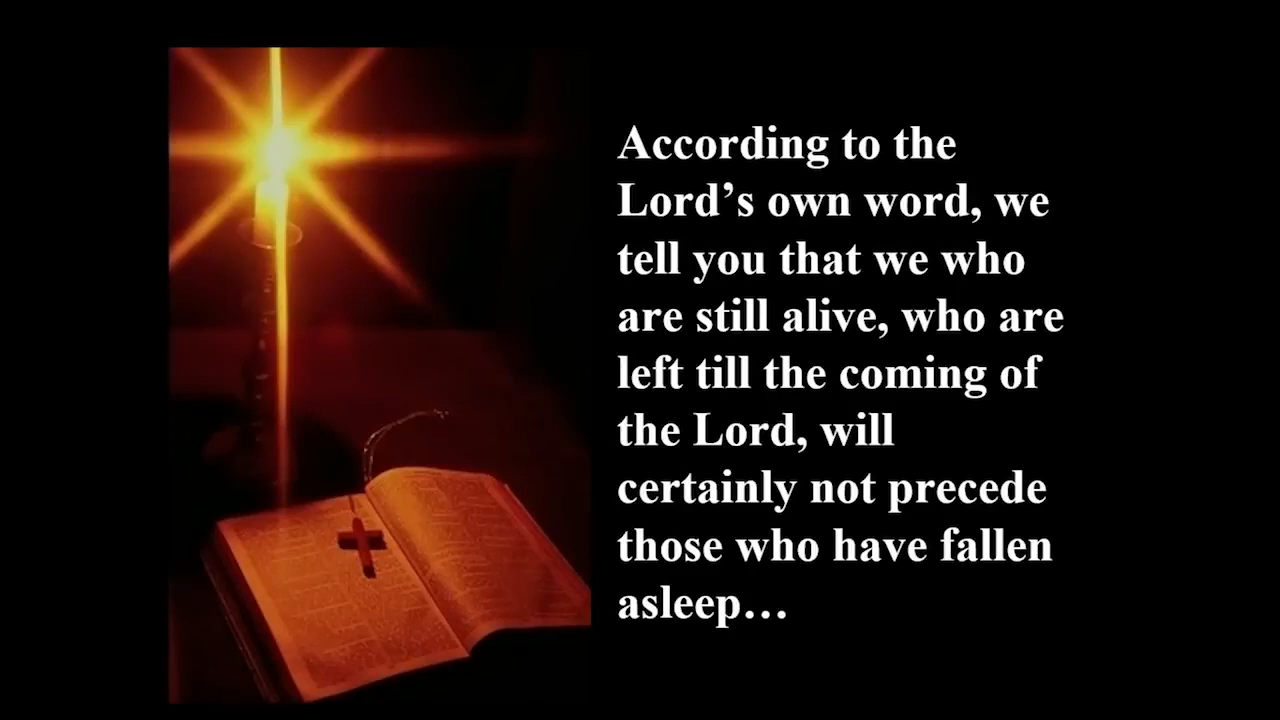 According to the
Lord’s own word, we
tell you that we who
are still alive, who are
left till the coming of
the Lord, will
certainly not precede
those who have fallen
asleep…